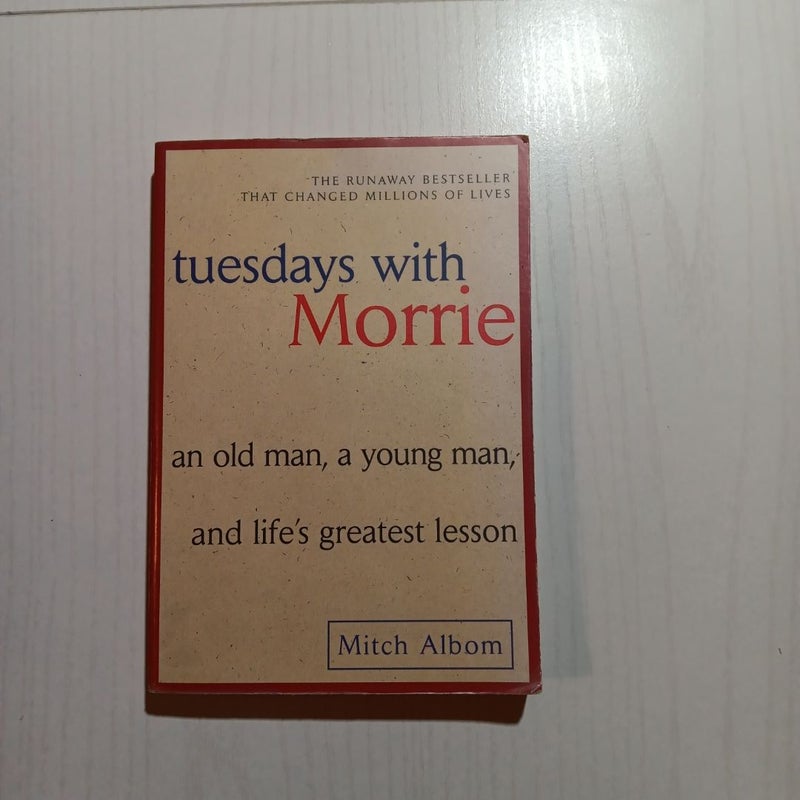 THE RUNAWAY BESTSELLER
THAT CHANGED MILLIONS OF LIVES
tuesdays with
Morrie
an old man, a young man,
and life's greatest lesson
Mitch Albom